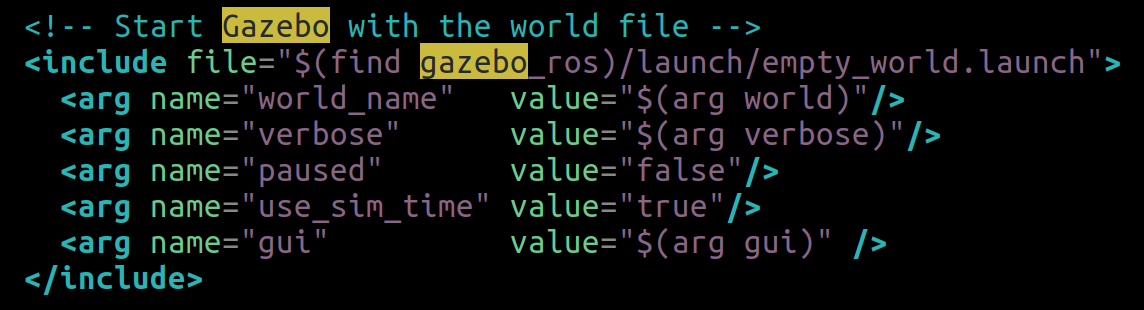 <!-- Start Gazebo with the world file -->
<include file="$(find gazebo_ros)/launch/empty_world.launch">
  <arg name="world_name"   value="$(arg world)"/>
  <arg name="verbose"      value="$(arg verbose)"/>
  <arg name="paused"       value="false"/>
  <arg name="use_sim_time" value="true"/>
  <arg name="gui"          value="$(arg gui)" />
</include>